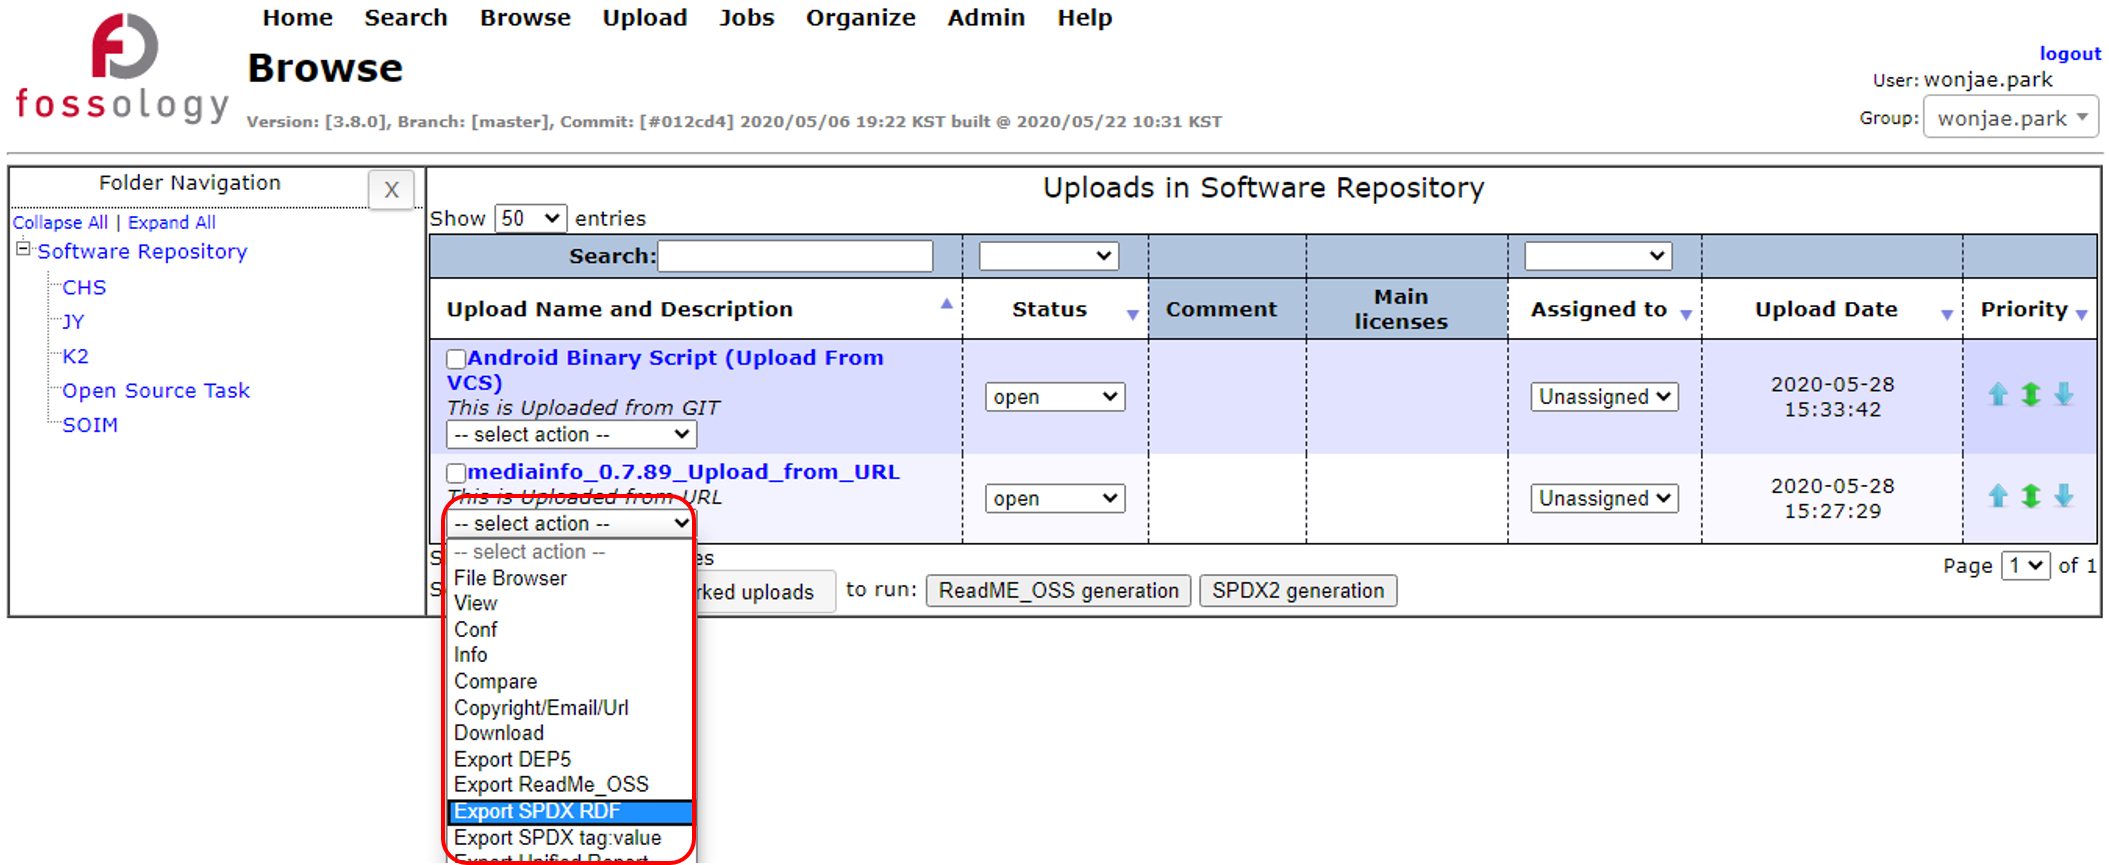 Home Search Browse Upload Jobs Organize Admin Help
fossology
Browse
Version: [3.8.0], Branch: [master], Commit: [#012cd4] 2020/05/06 19:22 KST built @ 2020/05/22 10:31 KST
logout
User: wonjae.park
Group: wonjae.park
Folder Navigation
X
Collapse All | Expand All
Software Repository
CHS
JY
K2
Open Source Task
SOIM
Uploads in Software Repository
Show 50 entries
Search:
Upload Name and Description Status Comment Main licenses Assigned to Upload Date Priority
Android Binary Script (Upload From
VCS)
This is Uploaded from GIT
-- select action --
open
Unassigned
2020-05-28
15:33:42
mediainfo_0.7.89_Upload_from_URL
This is Uploaded from URL
-- select action --
open
Unassigned
2020-05-28
15:27:29
-- select action --
File Browser
View
Conf
Info
Compare
Copyright/Email/Url
Download
Export DEP5
Export ReadMe_OSS
Export SPDX RDF
Export SPDX tag:value
Export Unified Report
Page 1 of 1
uploads to run: ReadME_OSS generation SPDX2 generation